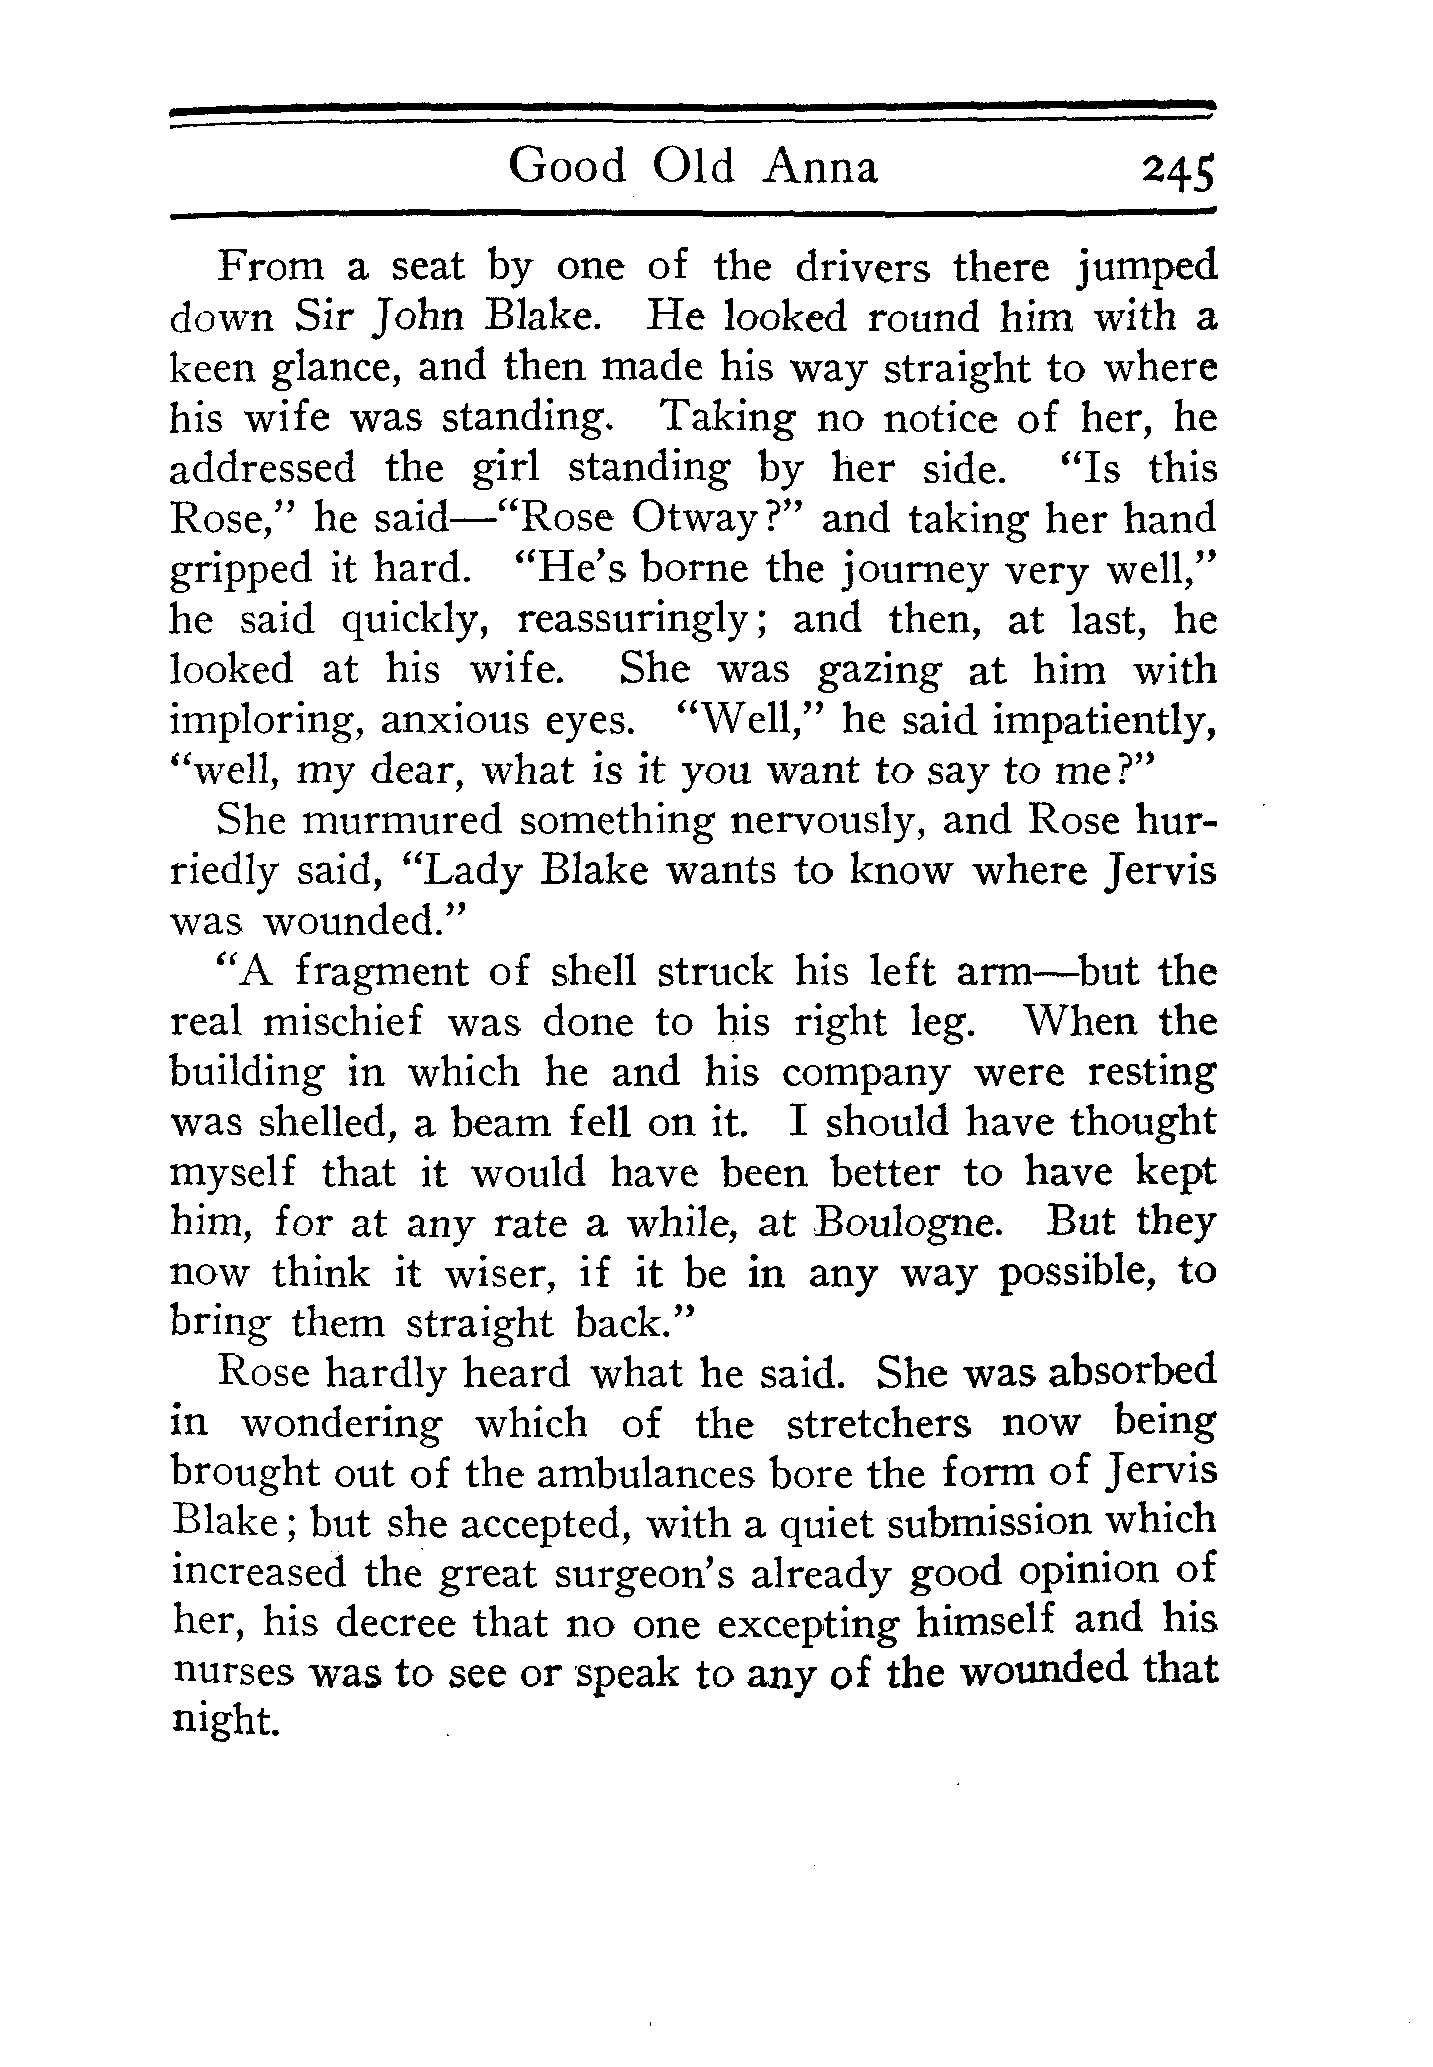 Good Old Anna 245
From a seat by one of the drivers there jumped
down Sir John Blake. He looked round him with a
keen glance, and then made his way straight to where
his wife was standing. Taking no notice of her, he
addressed the girl standing by her side. “Is this
Rose,” he said—“Rose Otway?” and taking her hand
gripped it hard. “He’s borne the journey very well,”
he said quickly, reassuringly; and then, at last, he
looked at his wife. She was gazing at him with
imploring, anxious eyes. “Well,” he said impatiently,
“well, my dear, what is it you want to say to me?”
She murmured something nervously, and Rose hur-
riedly said, “Lady Blake wants to know where Jervis
was wounded.”
“A fragment of shell struck his left arm—but the
real mischief was done to his right leg. When the
building in which he and his company were resting
was shelled, a beam fell on it. I should have thought
myself that it would have been better to have kept
him, for at any rate a while, at Boulogne. But they
now think it wiser, if it be in any way possible, to
bring them straight back.”
Rose hardly heard what he said. She was absorbed
in wondering which of the stretchers now being
brought out of the ambulances bore the form of Jervis
Blake; but she accepted, with a quiet submission which
increased the great surgeon’s already good opinion of
her, his decree that no one excepting himself and his
nurses was to see or speak to any of the wounded that
night.